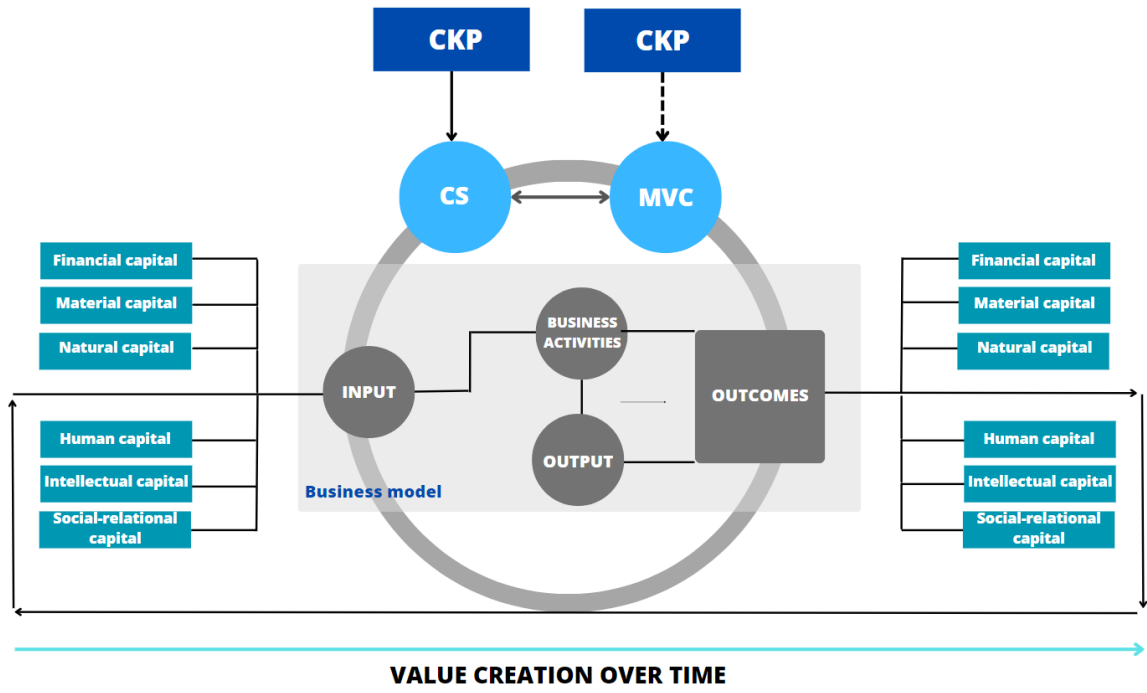 CKP
CKP
CS
MVC
Financial capital
Material capital
Natural capital
Human capital
Intellectual capital
Social-relational
capital
INPUT
BUSINESS
ACTIVITIES
OUTPUT
OUTCOMES
Business model
Financial capital
Material capital
Natural capital
Human capital
Intellectual capital
Social-relational
capital
VALUE CREATION OVER TIME